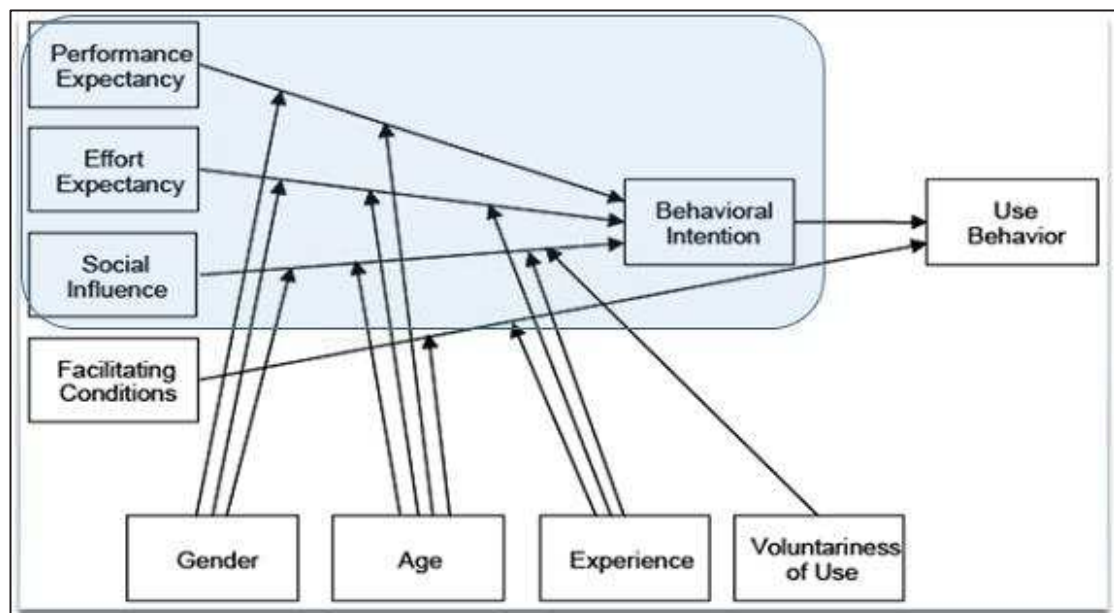 Performance
Expectancy
Effort
Expectancy
Social
Influence
Facilitating
Conditions
Behavioral
Intention
Use
Behavior
Gender
Age
Experience
Voluntariness
of Use